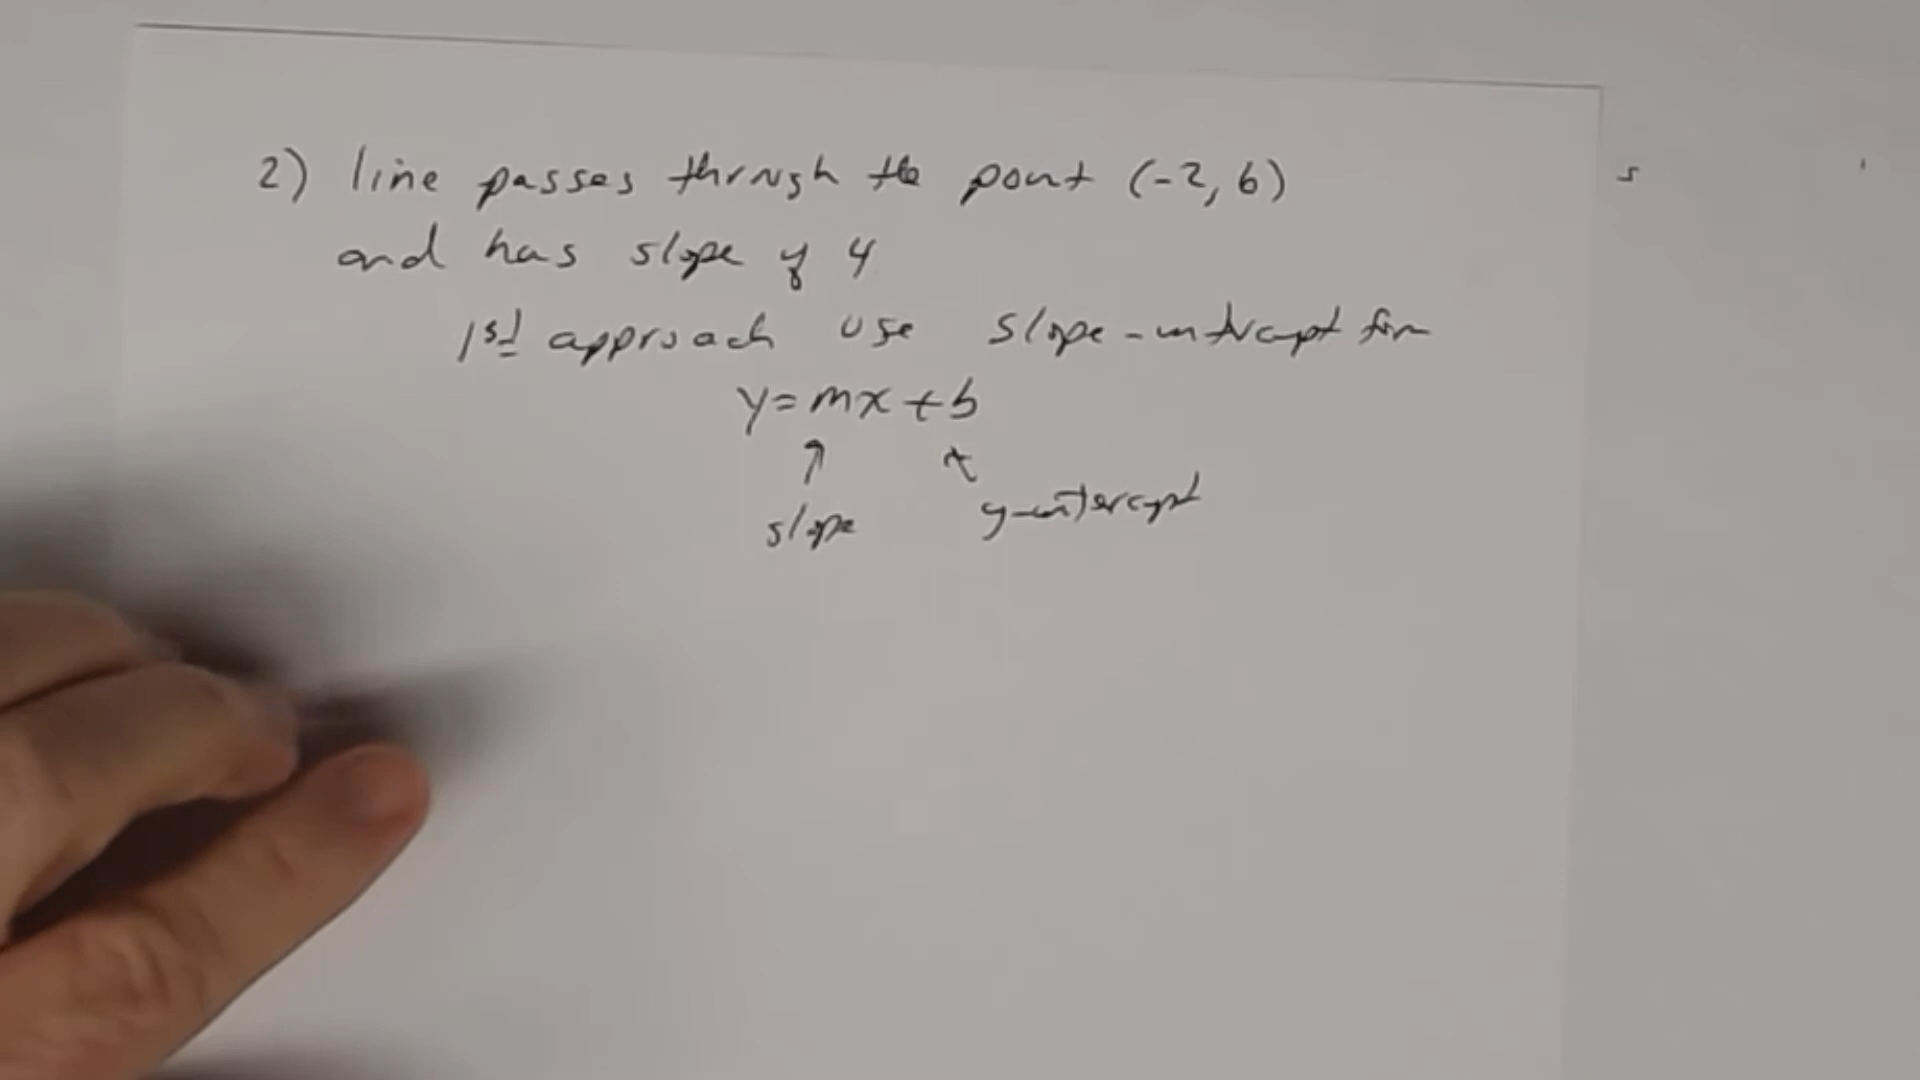 2) line passes through the point (-2, 6)
and has slope of 4
1st approach use slope-intercept form
y=mx+b
↑ ↑
slope y-intercept
s